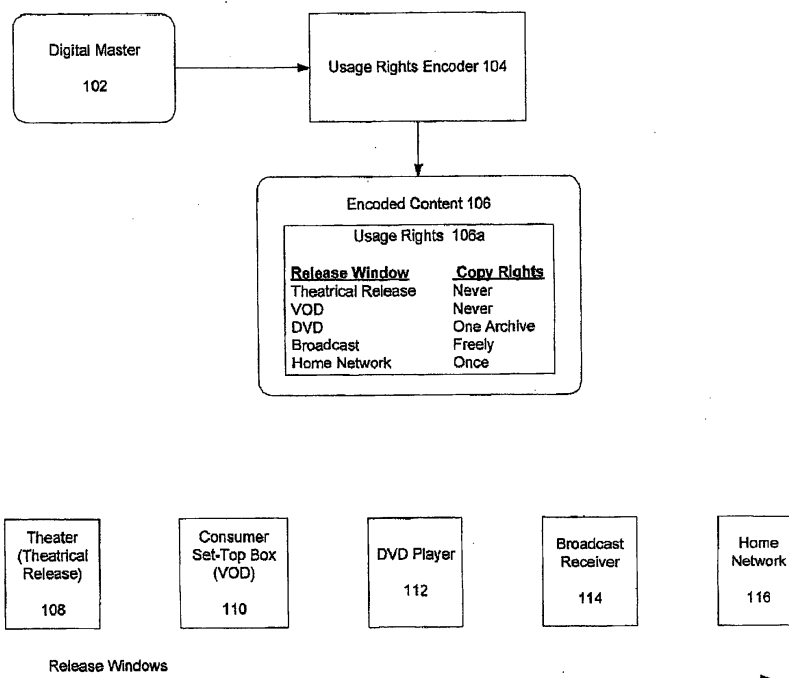 Digital Master
102
Usage Rights Encoder 104
Encoded Content 106
Usage Rights 106a
Release Window Copy Rights
Theatrical Release Never
VOD Never
DVD One Archive
Broadcast Freely
Home Network Once
Theater
(Theatrical
Release)
108
Consumer
Set-Top Box
(VOD)
110
DVD Player
112
Broadcast
Receiver
114
Home
Network
116
Release Windows